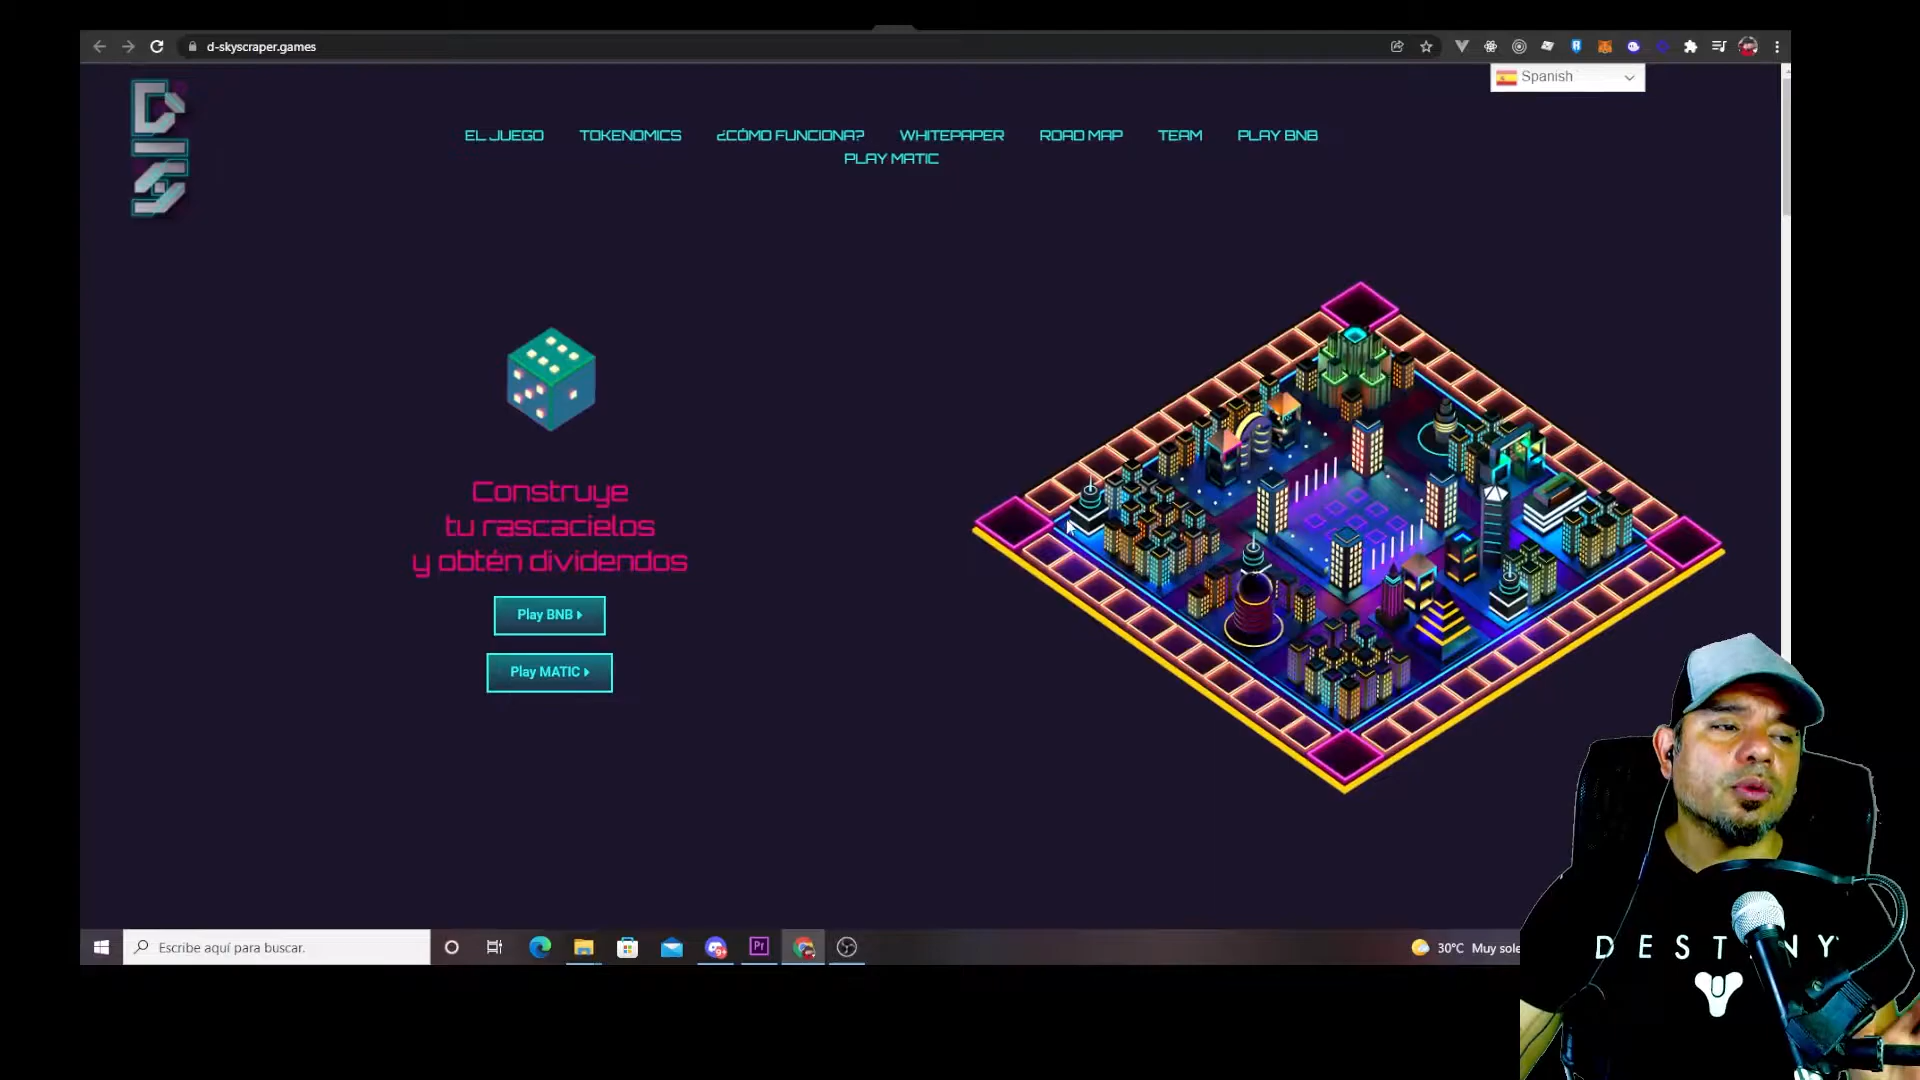 d-skyscraper.games
Spanish
EL JUEGO TOKENOMICS ¿CÓMO FUNCIONA? WHITEPAPER ROAD MAP TEAM PLAY BNB
PLAY MATIC
Construye
tu rascacielos
y obtén dividendos
Play BNB
Play MATIC
Escribe aquí para buscar.
Pr
30°C Muy sole
DESTINY